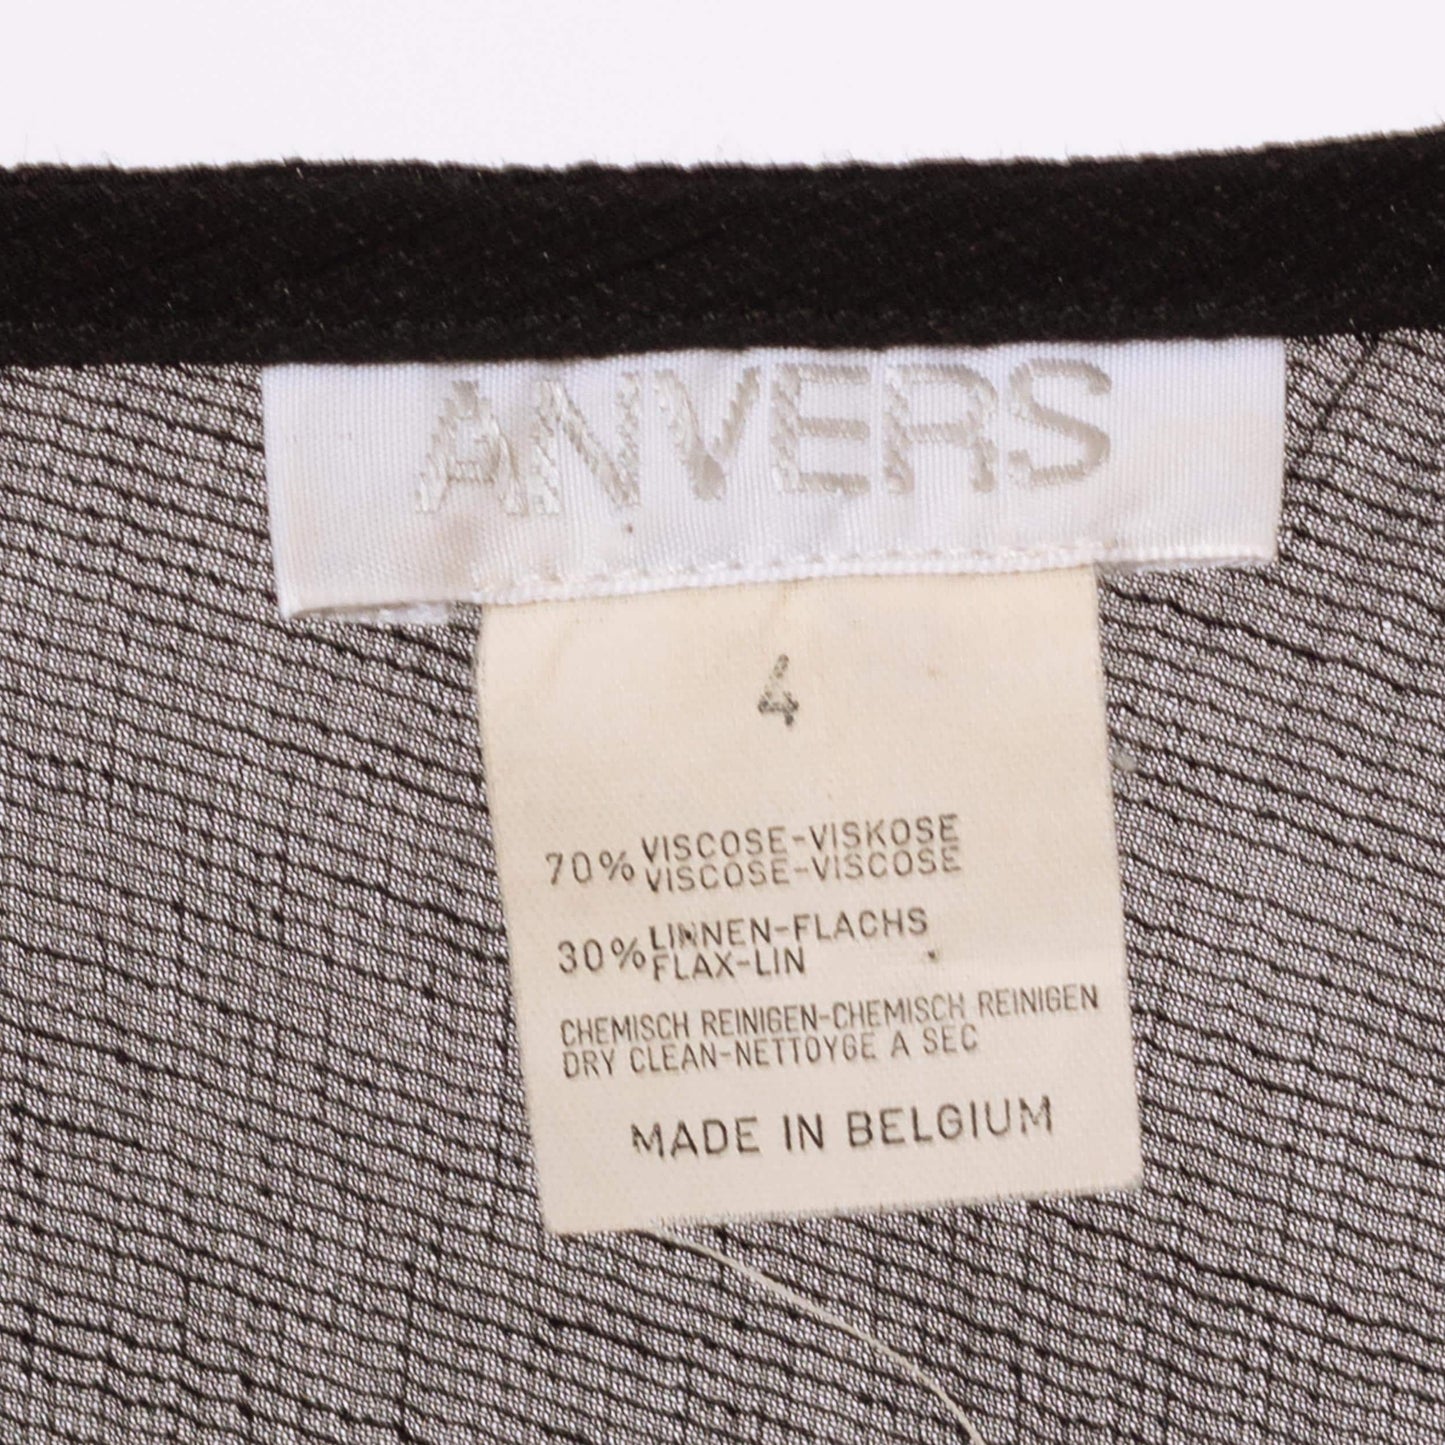 ANVERS
4
70% VISCOSE-VISKOSE
VISCOSE-VISCOSE
30% LINNEN-FLACHS
FLAX-LIN
CHEMISCH REINIGEN-CHEMISCH REINIGEN
DRY CLEAN-NETTOYGE A SEC
MADE IN BELGIUM